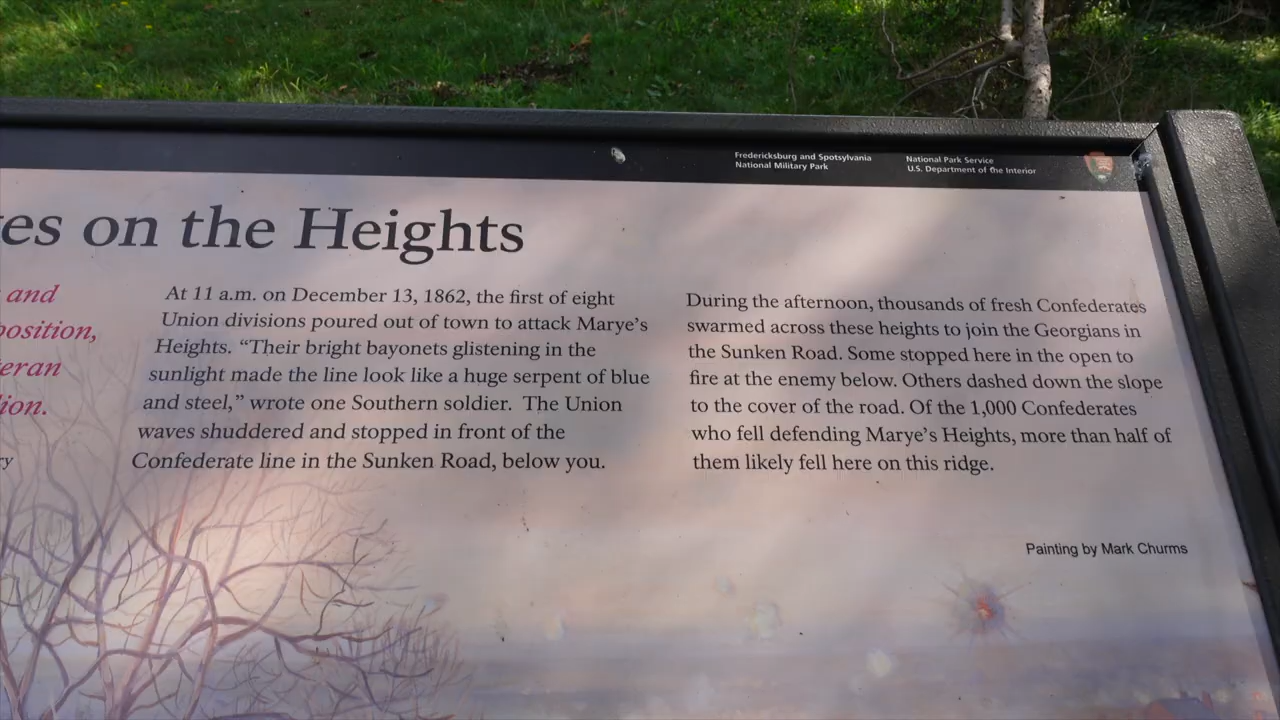 Fredericksburg and Spotsylvania
National Military Park
National Park Service
U.S. Department of the Interior
on the Heights
and
At 11 a.m. on December 13, 1862, the first of eight
Union divisions poured out of town to attack Marye's
Heights. “Their bright bayonets glistening in the
sunlight made the line look like a huge serpent of blue
and steel,” wrote one Southern soldier. The Union
waves shuddered and stopped in front of the
Confederate line in the Sunken Road, below you.
During the afternoon, thousands of fresh Confederates
swarmed across these heights to join the Georgians in
the Sunken Road. Some stopped here in the open to
fire at the enemy below. Others dashed down the slope
to the cover of the road. Of the 1,000 Confederates
who fell defending Marye's Heights, more than half of
them likely fell here on this ridge.
Painting by Mark Churms